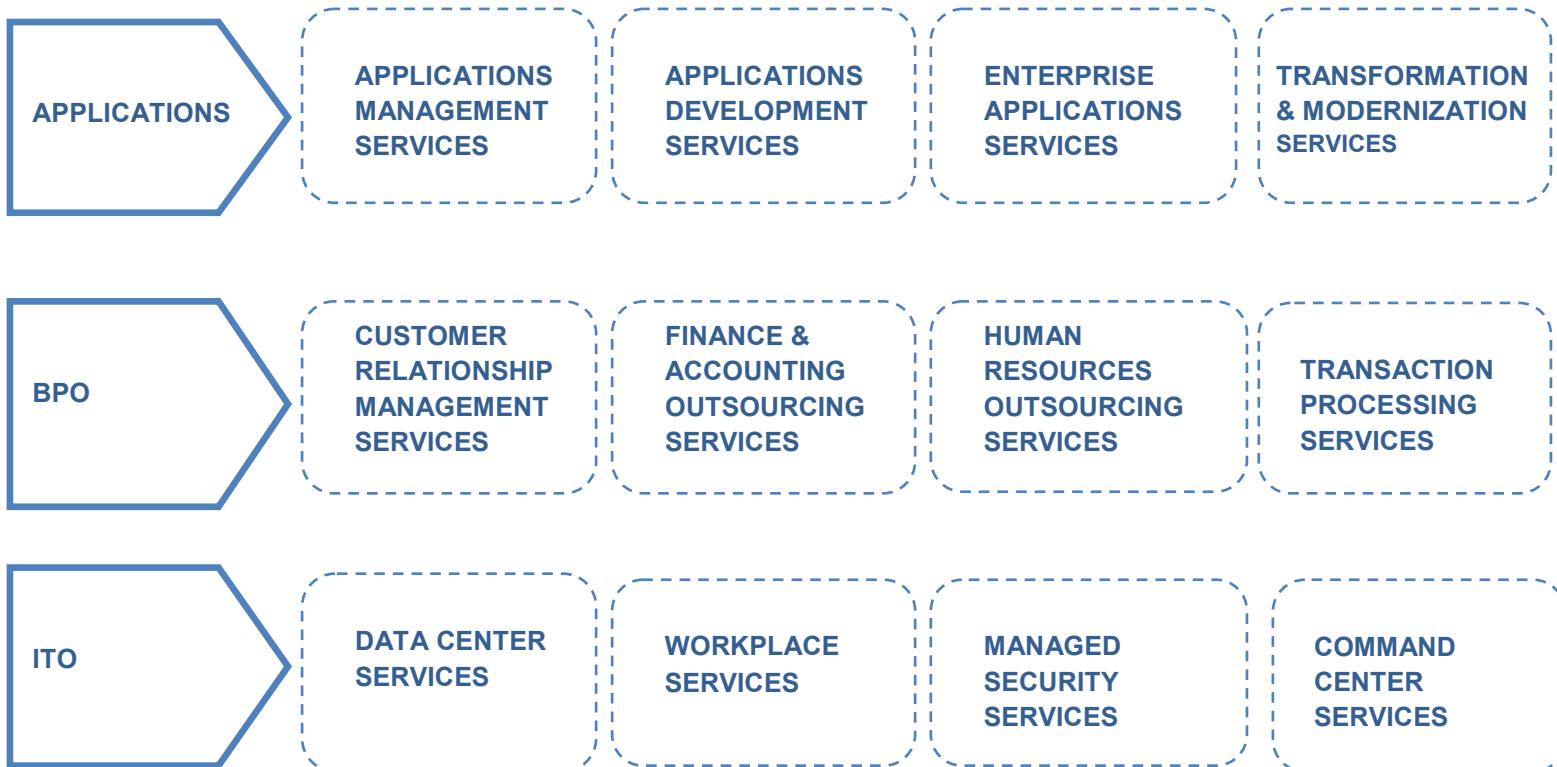 APPLICATIONS
APPLICATIONS
MANAGEMENT
SERVICES
APPLICATIONS
DEVELOPMENT
SERVICES
ENTERPRISE
APPLICATIONS
SERVICES
TRANSFORMATION
& MODERNIZATION
SERVICES
BPO
CUSTOMER
RELATIONSHIP
MANAGEMENT
SERVICES
FINANCE &
ACCOUNTING
OUTSOURCING
SERVICES
HUMAN
RESOURCES
OUTSOURCING
SERVICES
TRANSACTION
PROCESSING
SERVICES
ITO
DATA CENTER
SERVICES
WORKPLACE
SERVICES
MANAGED
SECURITY
SERVICES
COMMAND
CENTER
SERVICES